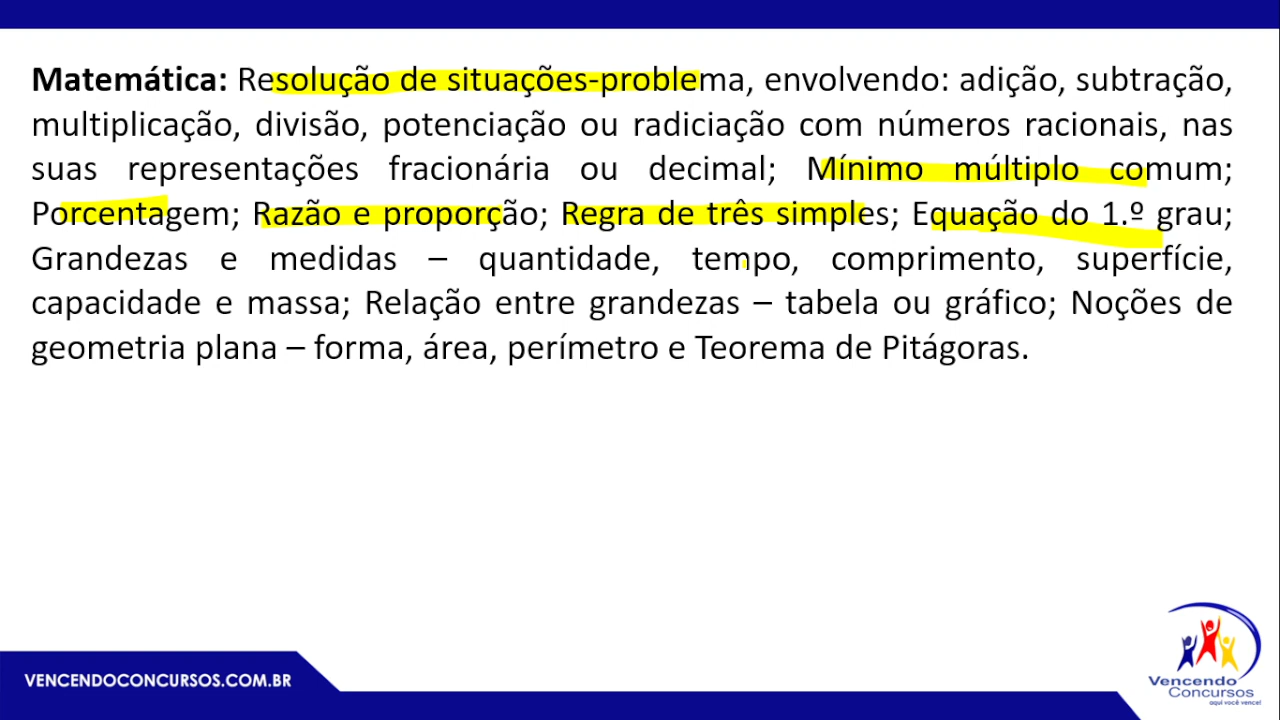 Matemática: Resolução de situações-problema, envolvendo: adição, subtração,
multiplicação, divisão, potenciação ou radiciação com números racionais, nas
suas representações fracionária ou decimal; Mínimo múltiplo comum;
Porcentagem; Razão e proporção; Regra de três simples; Equação do 1.º grau;
Grandezas e medidas – quantidade, tempo, comprimento, superfície,
capacidade e massa; Relação entre grandezas – tabela ou gráfico; Noções de
geometria plana – forma, área, perímetro e Teorema de Pitágoras.
VENCENDOCONCURSOS.COM.BR
Vencendo
Concursos
aqui você vence!